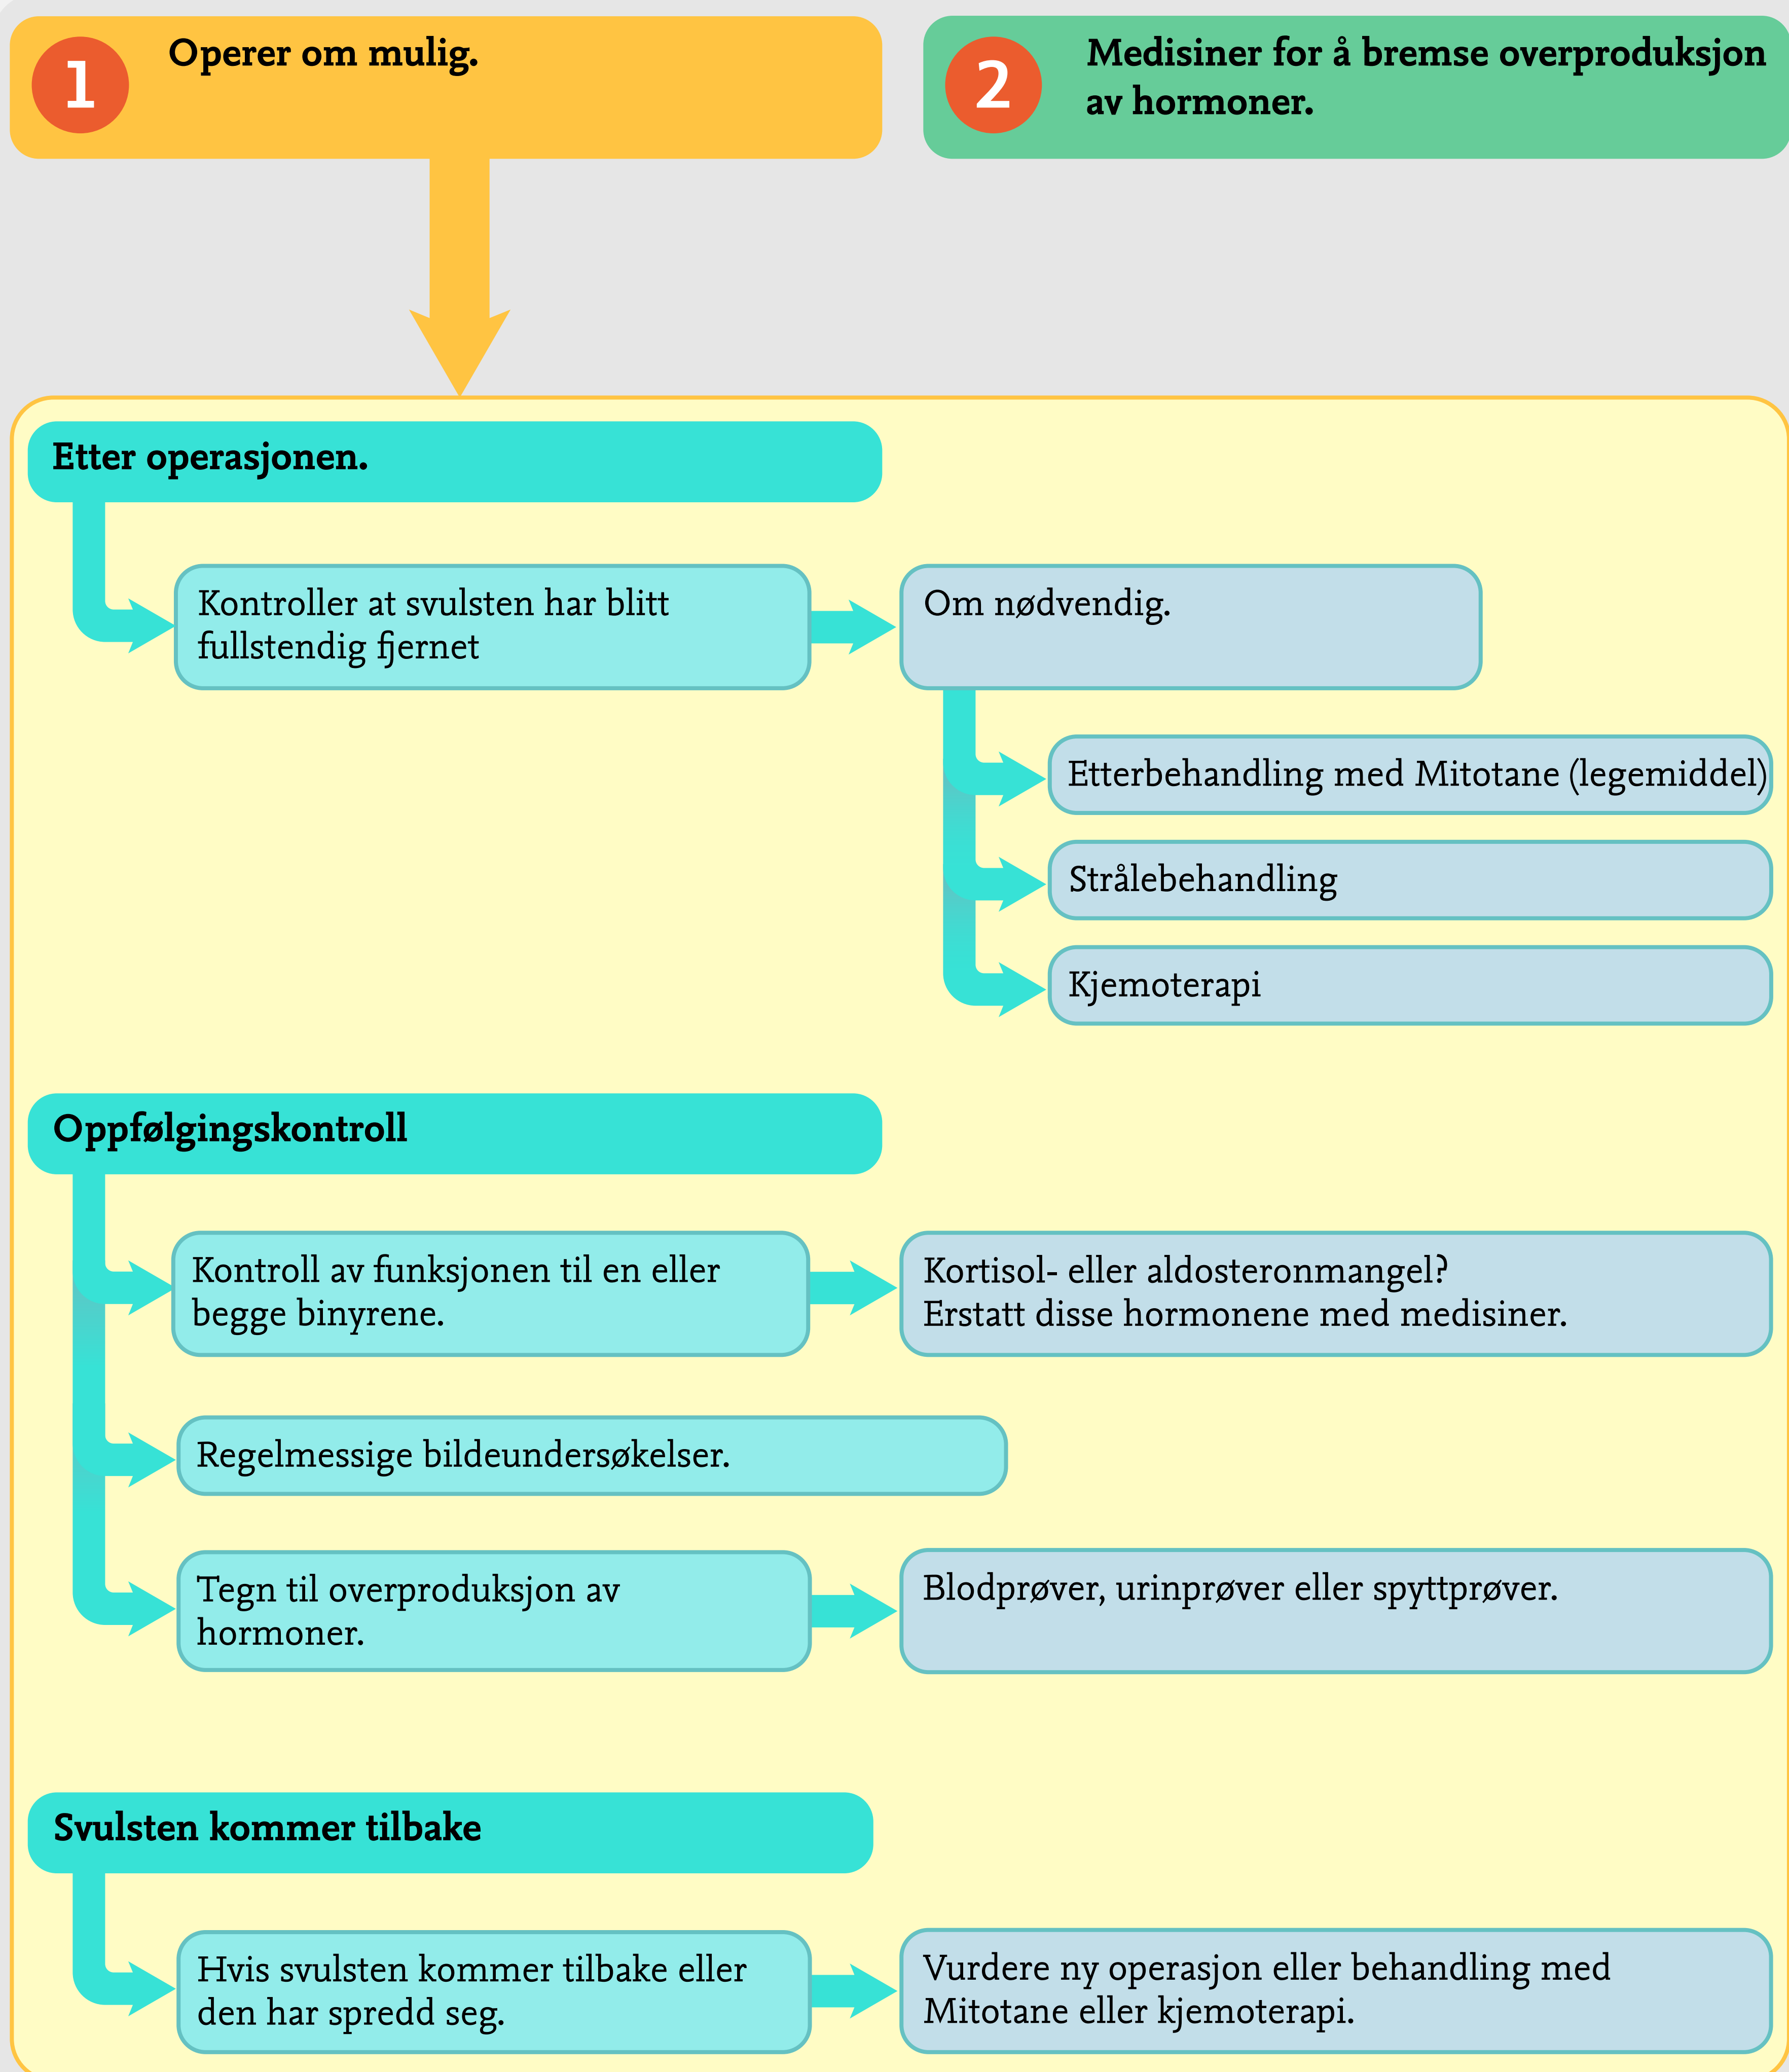 1
Operer om mulig.
2
Medisiner for å bremse overproduksjon
av hormoner.
Etter operasjonen.
Kontroller at svulsten har blitt
fullstendig fjernet
Om nødvendig.
Etterbehandling med Mitotane (legemiddel)
Strålebehandling
Kjemoterapi
Oppfølgingskontroll
Kontroll av funksjonen til en eller
begge binyrene.
Kortisol- eller aldosteronmangel?
Erstatt disse hormonene med medisiner.
Regelmessige bildeundersøkelser.
Tegn til overproduksjon av
hormoner.
Blodprøver, urinprøver eller spyttprøver.
Svulsten kommer tilbake
Hvis svulsten kommer tilbake eller
den har spredd seg.
Vurdere ny operasjon eller behandling med
Mitotane eller kjemoterapi.